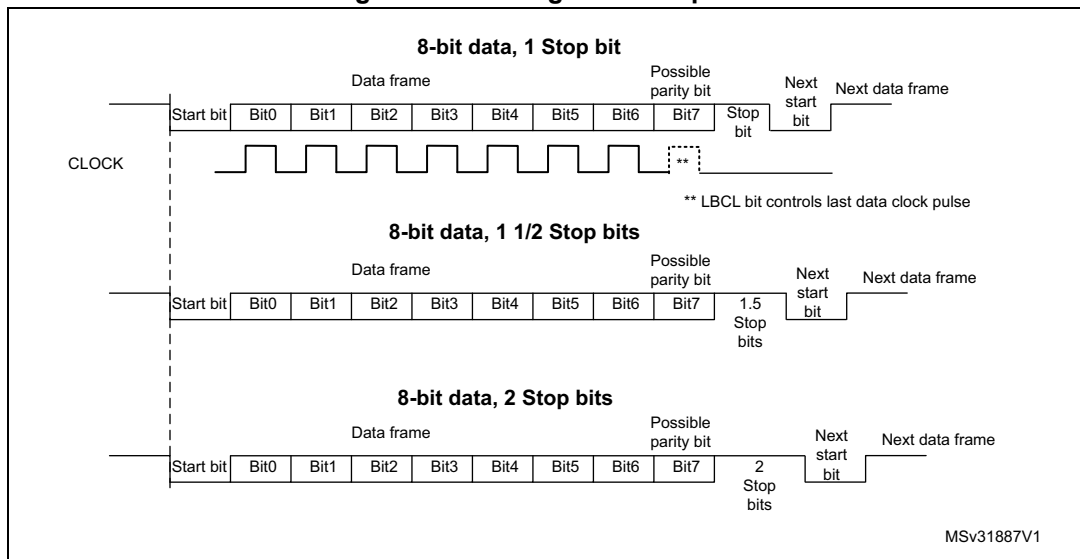 8-bit data, 1 Stop bit
Data frame
Possible
parity bit
Next
start
bit
Next data frame
Start bit Bit0 Bit1 Bit2 Bit3 Bit4 Bit5 Bit6 Bit7 Stop
bit
CLOCK
**
** LBCL bit controls last data clock pulse
8-bit data, 1 1/2 Stop bits
Data frame
Possible
parity bit
Next
start
bit
Next data frame
Start bit Bit0 Bit1 Bit2 Bit3 Bit4 Bit5 Bit6 Bit7 1.5
Stop
bits
8-bit data, 2 Stop bits
Data frame
Possible
parity bit
Next
start
bit
Next data frame
Start bit Bit0 Bit1 Bit2 Bit3 Bit4 Bit5 Bit6 Bit7 2
Stop
bits
MSv31887V1